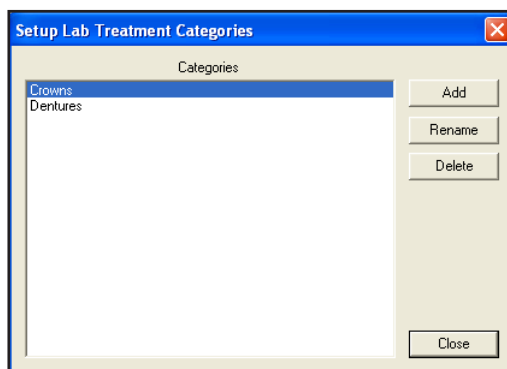 Setup Lab Treatment Categories
Categories
Crowns
Dentures
Add
Rename
Delete
Close